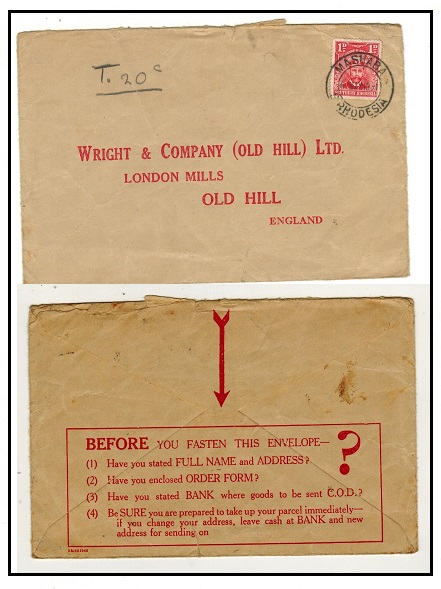 T. 20c
1D 1D
MASHABA
RHODESIA
WRIGHT & COMPANY (OLD HILL) LTD.
LONDON MILLS
OLD HILL
ENGLAND
BEFORE YOU FASTEN THIS ENVELOPE—
?
(1) Have you stated FULL NAME and ADDRESS?
(2) Have you enclosed ORDER FORM?
(3) Have you stated BANK where goods to be sent C.O.D.?
(4) Be SURE you are prepared to take up your parcel immediately—
if you change your address, leave cash at BANK and new
address for sending on